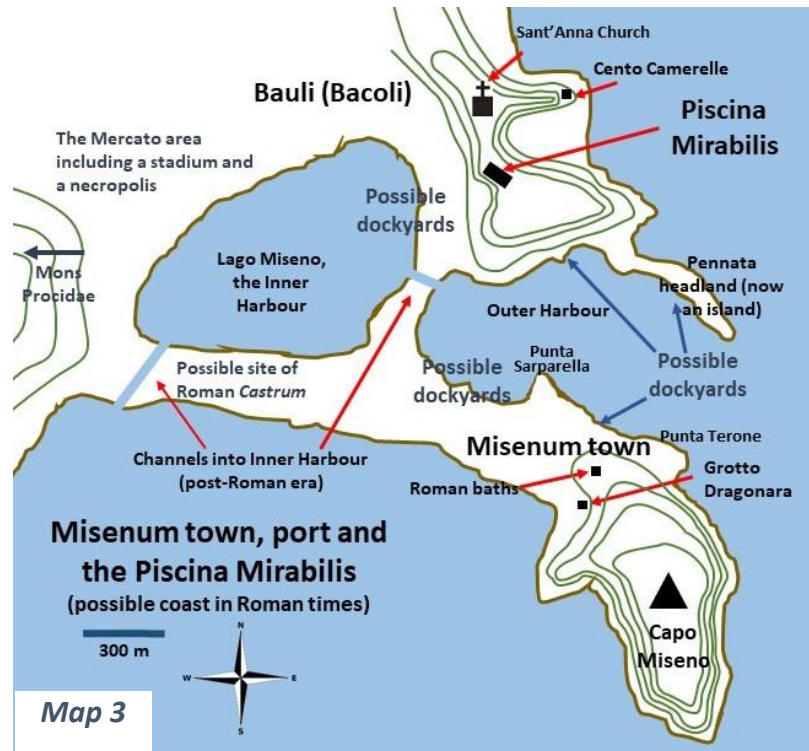 Sant'Anna Church
Cento Camerelle
Bauli (Bacoli)
Piscina
Mirabilis
The Mercato area
including a stadium and
a necropolis
Possible
dockyards
Mons
Procidae
Lago Miseno,
the Inner
Harbour
Pennata
headland (now
an island)
Outer Harbour
Possible site of
Roman Castrum
Possible
dockyards
Punta
Sarparella
Possible
dockyards
Channels into Inner Harbour
(post-Roman era)
Misenum town
Punta Terone
Roman baths
Grotto
Dragonara
Misenum town, port and
the Piscina Mirabilis
(possible coast in Roman times)
300 m
N
W
E
S
Capo
Miseno
Map 3